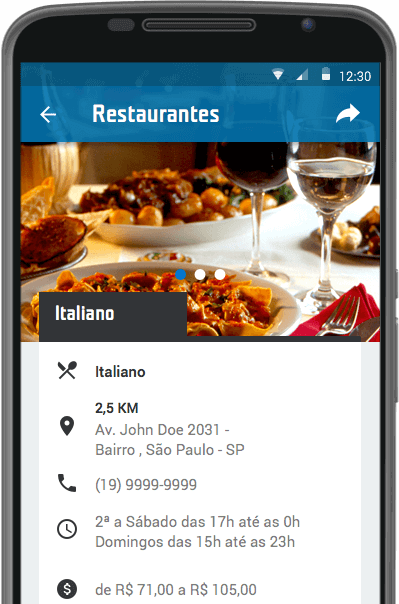 12:30
Restaurantes
Italiano
Italiano
2,5 KM
Av. John Doe 2031 -
Bairro , São Paulo - SP
(19) 9999-9999
2ª a Sábado das 17h até as 0h
Domingos das 15h até as 23h
de R$ 71,00 a R$ 105,00